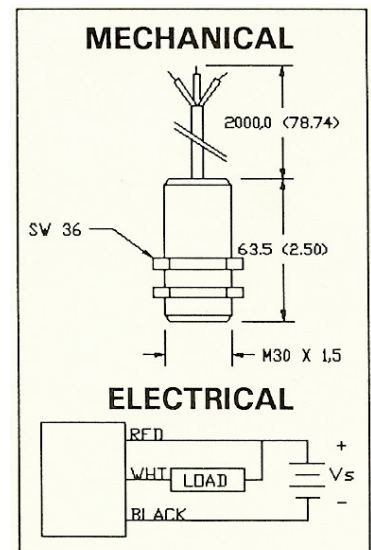 MECHANICAL
2000,0 (78.74)
SW 36
63.5 (2.50)
M30 X 1,5
ELECTRICAL
RED
+
WHT
LOAD
Vs
-
BLACK